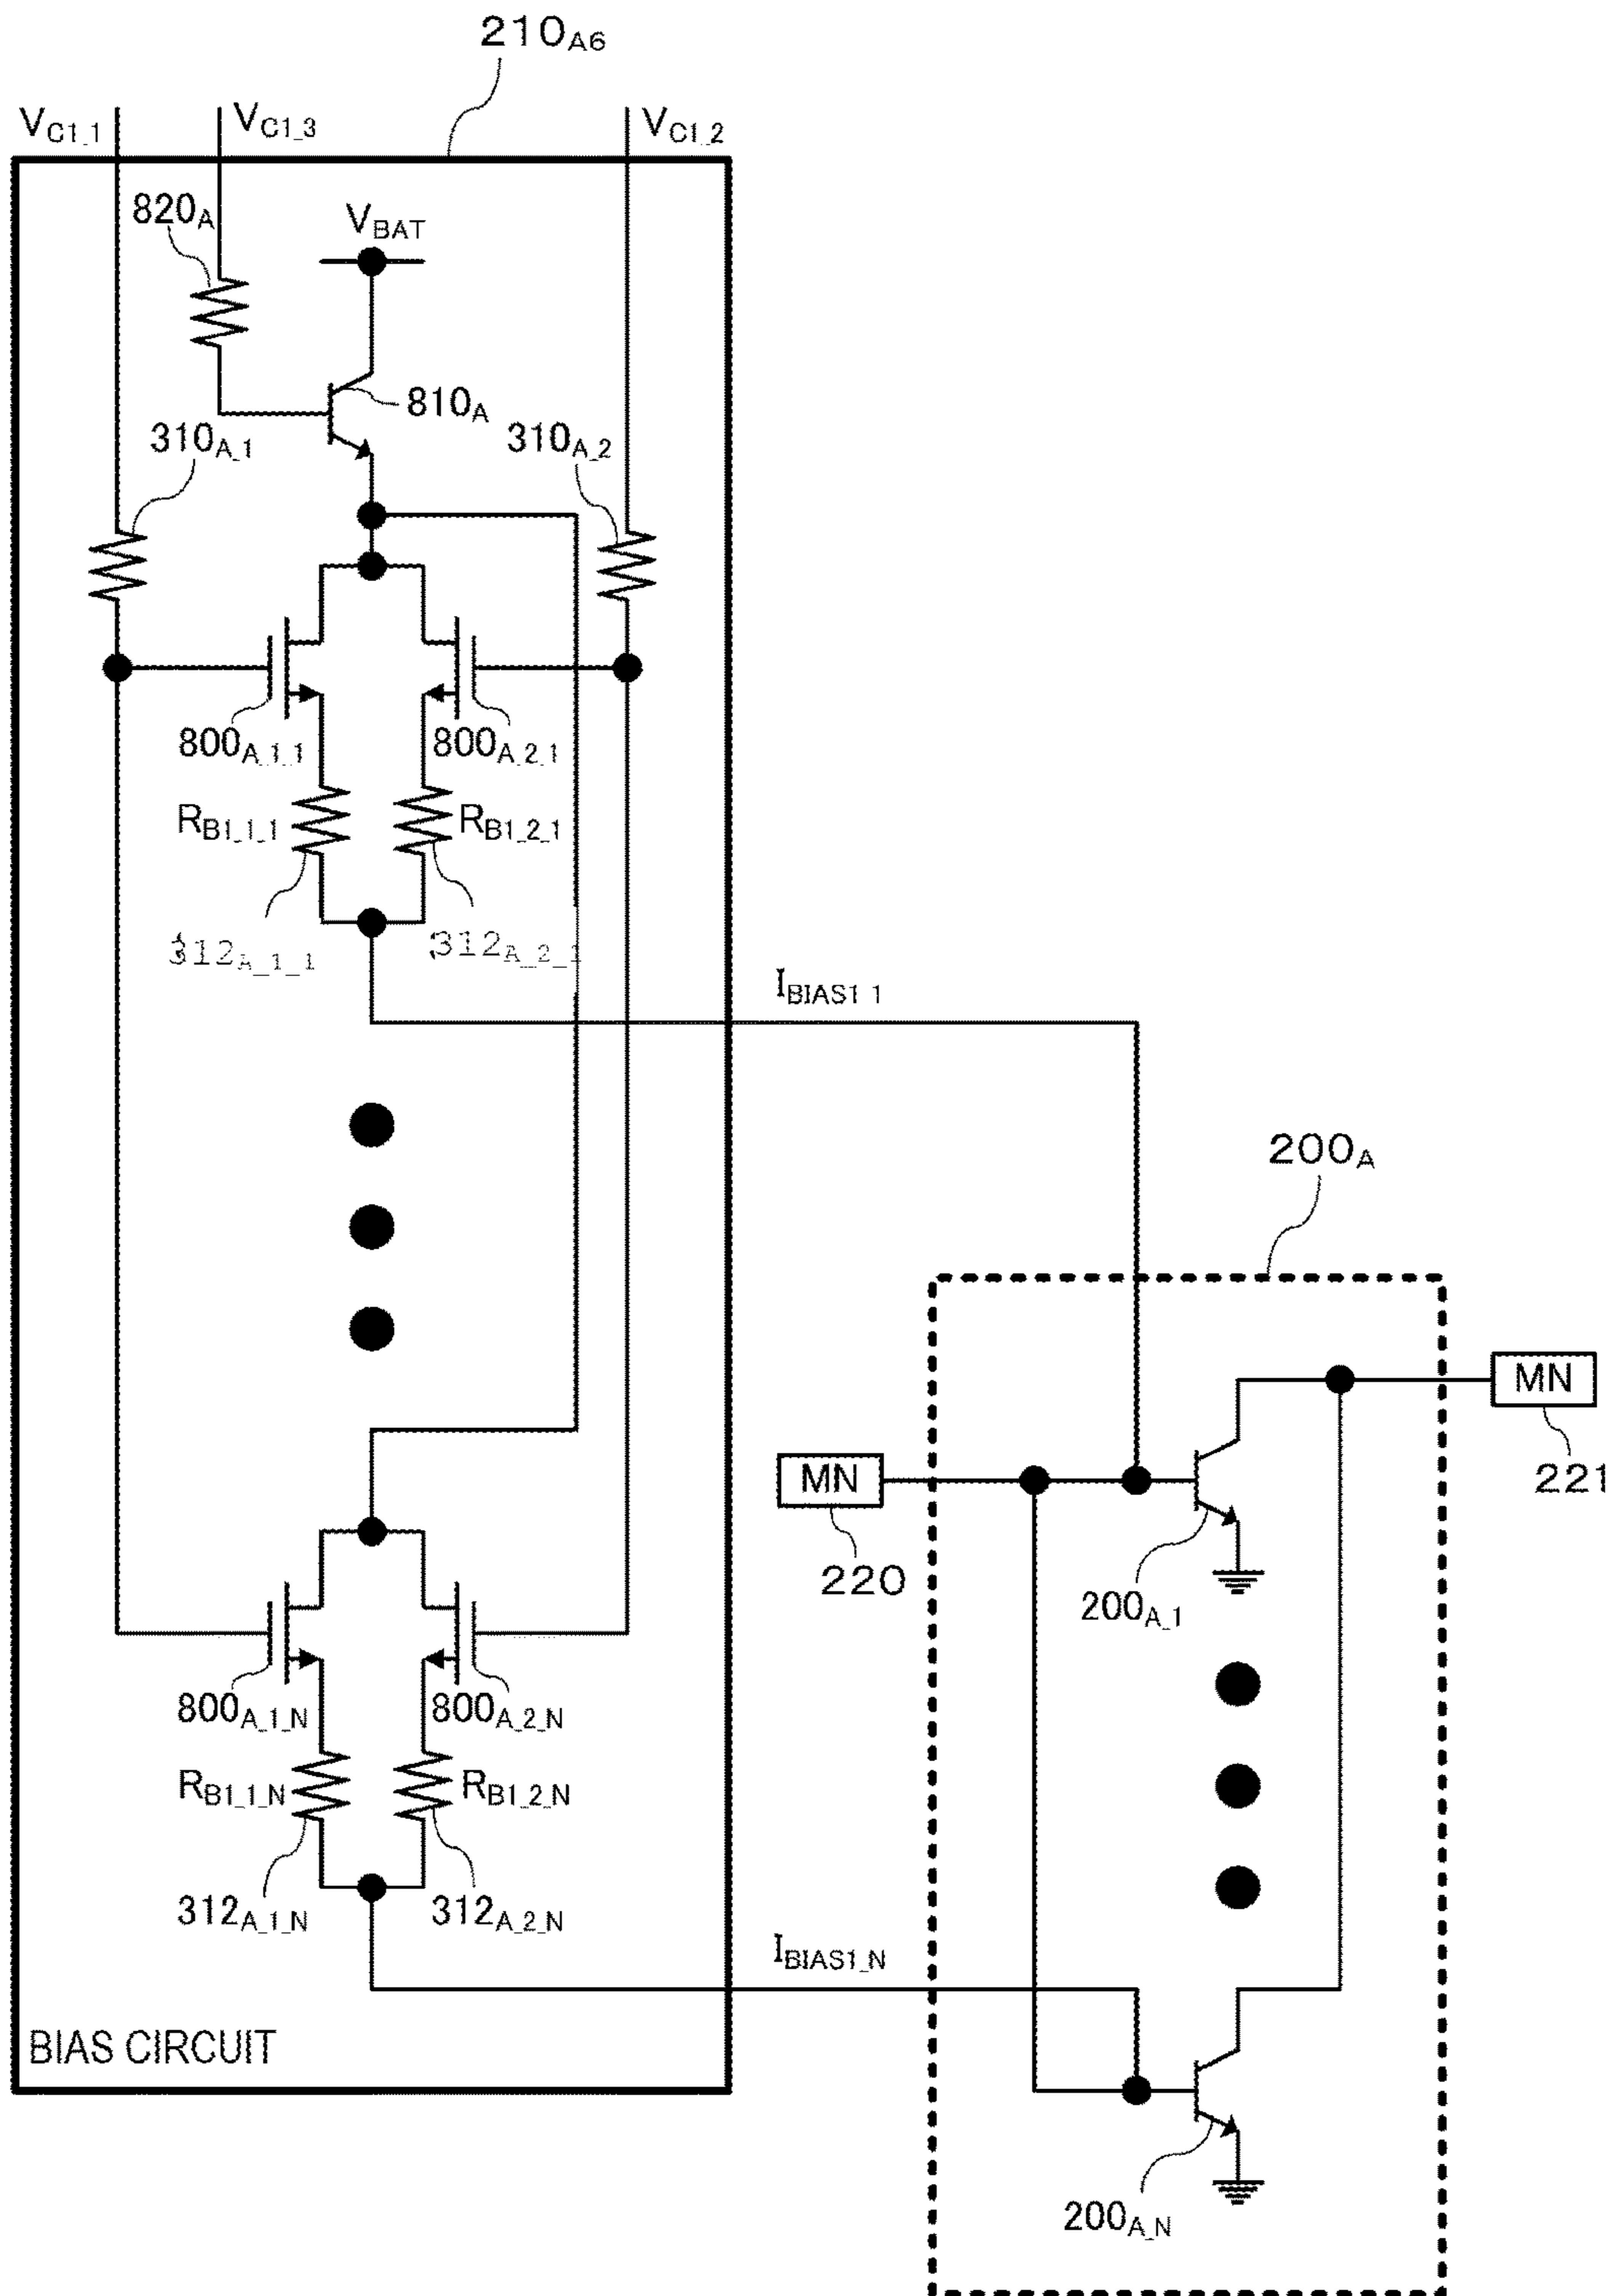 210A6
VC1_1
VC1_3
VC1_2
820A
VBAT
810A
310A_1
310A_2
800A_1_1
800A_2_1
RB1_1_1
RB1_2_1
312A_1_1
312A_2_1
IBIAS1_1
200A
MN
221
MN
220
200A_1
800A_1_N
800A_2_N
RB1_1_N
RB1_2_N
312A_1_N
312A_2_N
IBIAS1_N
BIAS CIRCUIT
200A_N